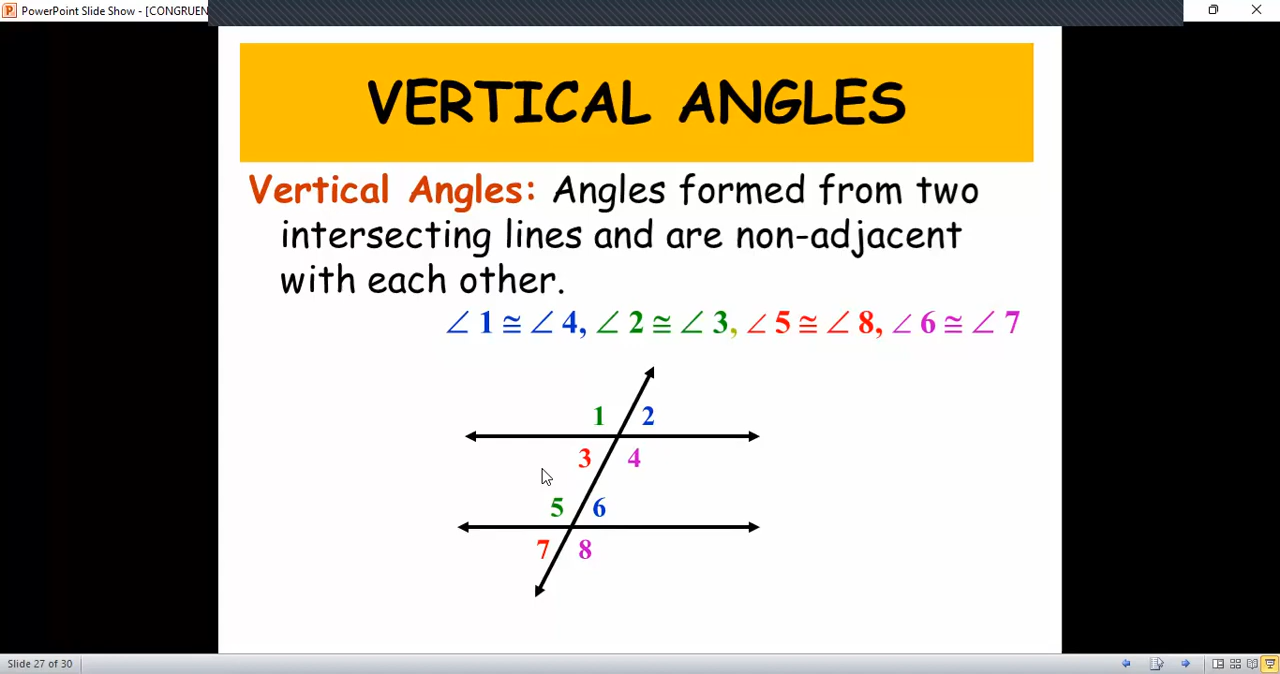 PowerPoint Slide Show - [CONGRUEN
VERTICAL ANGLES
Vertical Angles: Angles formed from two
intersecting lines and are non-adjacent
with each other.
∠ 1 ≅ ∠ 4, ∠ 2 ≅ ∠ 3, ∠ 5 ≅ ∠ 8, ∠ 6 ≅ ∠ 7
1 2
3 4
5 6
7 8
Slide 27 of 30